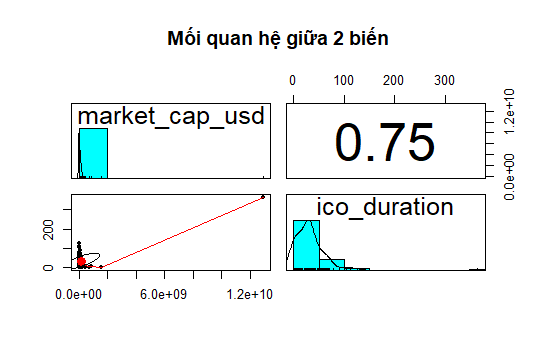 Mối quan hệ giữa 2 biến
0 100 200 300
market_cap_usd
0.75
0.0e+00 1.2e+10
ico_duration
0 200
0.0e+00 6.0e+09 1.2e+10